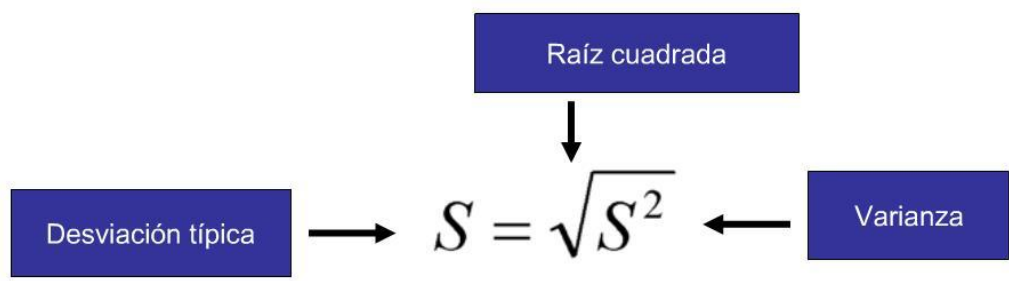 Raíz cuadrada
Desviación típica
S = √S²
Varianza